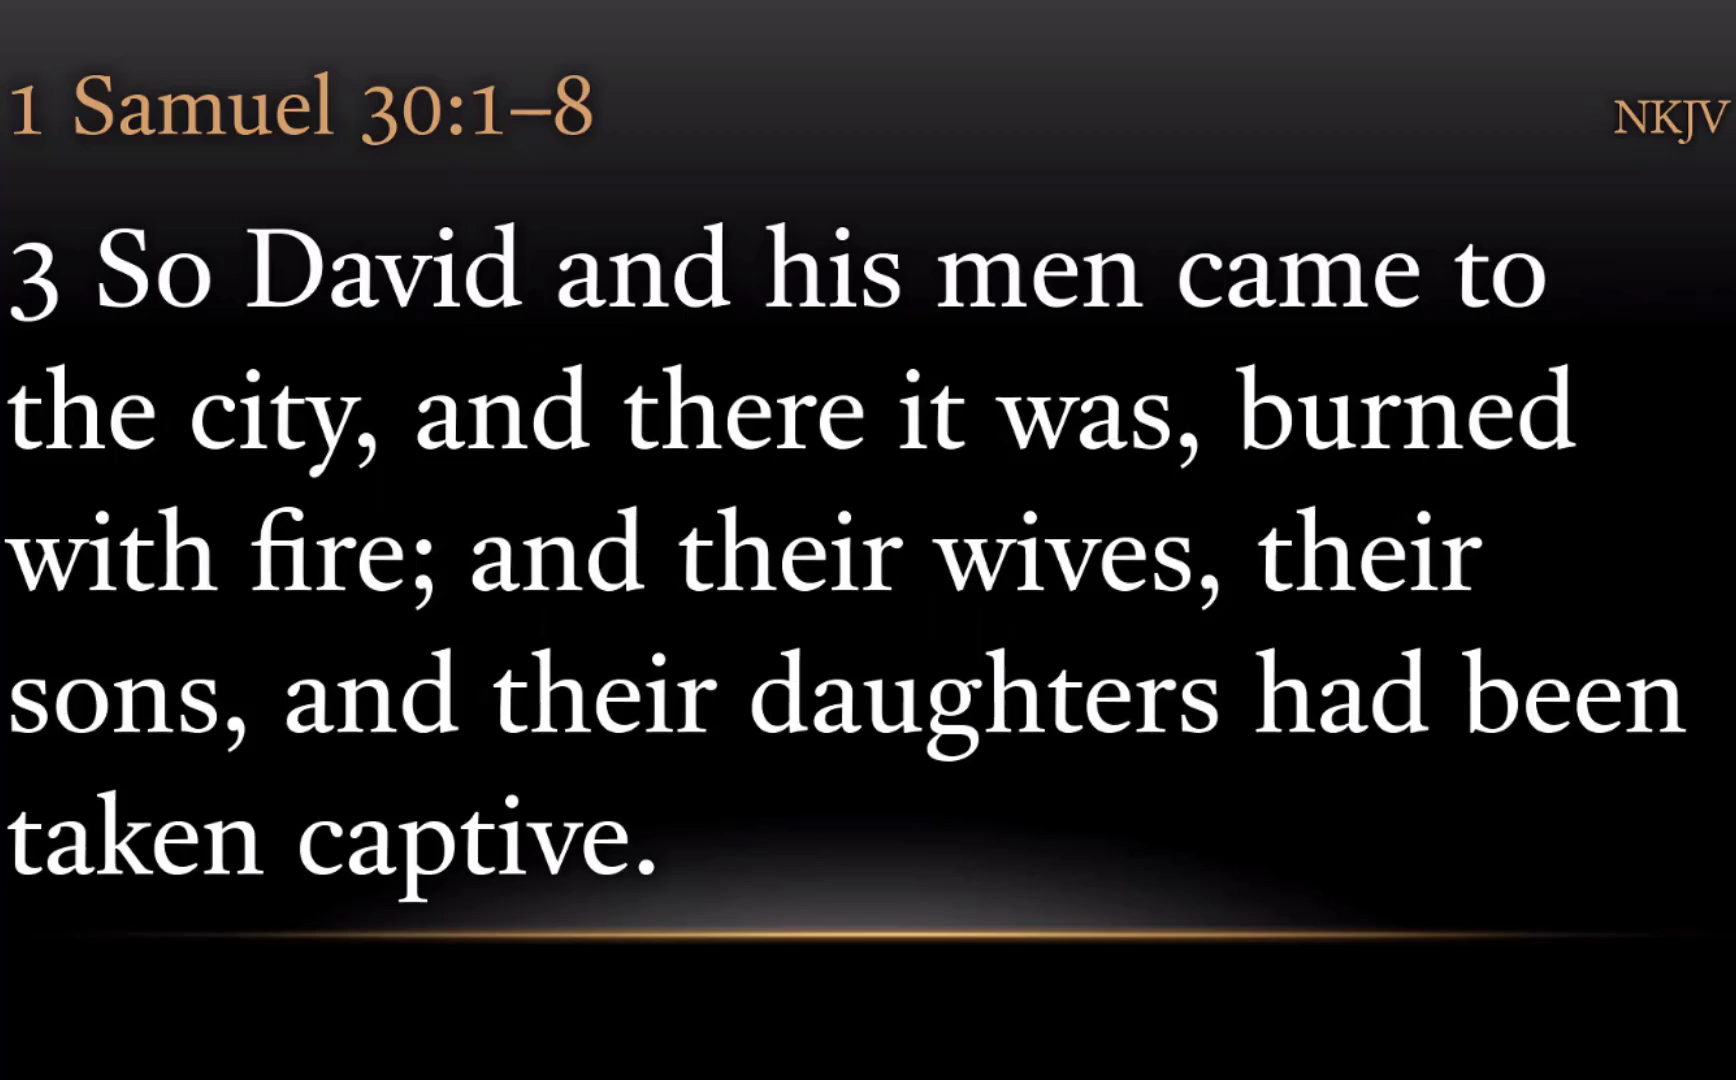 1 Samuel 30:1–8
NKJV
3 So David and his men came to
the city, and there it was, burned
with fire; and their wives, their
sons, and their daughters had been
taken captive.